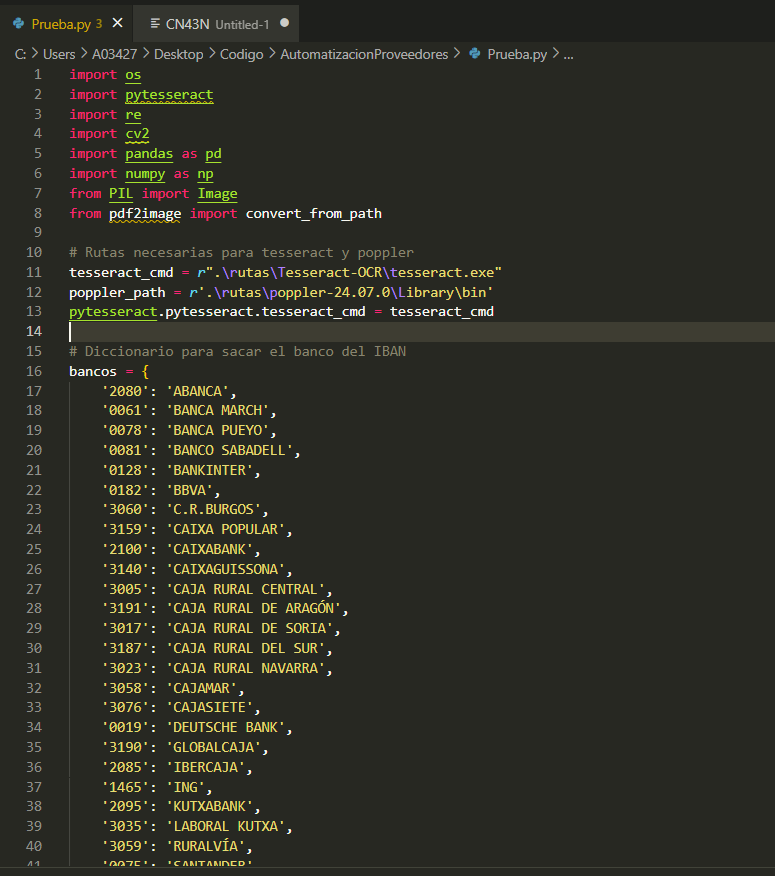 Prueba.py 3 CN43N Untitled-1
C: > Users > A03427 > Desktop > Codigo > AutomatizacionProveedores > Prueba.py > ...
1 import os
2 import pytesseract
3 import re
4 import cv2
5 import pandas as pd
6 import numpy as np
7 from PIL import Image
8 from pdf2image import convert_from_path
9
10 # Rutas necesarias para tesseract y poppler
11 tesseract_cmd = r".\rutas\Tesseract-OCR\tesseract.exe"
12 poppler_path = r'.\rutas\poppler-24.07.0\Library\bin'
13 pytesseract.pytesseract.tesseract_cmd = tesseract_cmd
14
15 # Diccionario para sacar el banco del IBAN
16 bancos = {
17 '2080': 'ABANCA',
18 '0061': 'BANCA MARCH',
19 '0078': 'BANCA PUEYO',
20 '0081': 'BANCO SABADELL',
21 '0128': 'BANKINTER',
22 '0182': 'BBVA',
23 '3060': 'C.R.BURGOS',
24 '3159': 'CAIXA POPULAR',
25 '2100': 'CAIXABANK',
26 '3140': 'CAIXAGUISSONA',
27 '3005': 'CAJA RURAL CENTRAL',
28 '3191': 'CAJA RURAL DE ARAGÓN',
29 '3017': 'CAJA RURAL DE SORIA',
30 '3187': 'CAJA RURAL DEL SUR',
31 '3023': 'CAJA RURAL NAVARRA',
32 '3058': 'CAJAMAR',
33 '3076': 'CAJASIETE',
34 '0019': 'DEUTSCHE BANK',
35 '3190': 'GLOBALCAJA',
36 '2085': 'IBERCAJA',
37 '1465': 'ING',
38 '2095': 'KUTXABANK',
39 '3035': 'LABORAL KUTXA',
40 '3059': 'RURALVÍA',
41 '0075': 'SANTANDER'